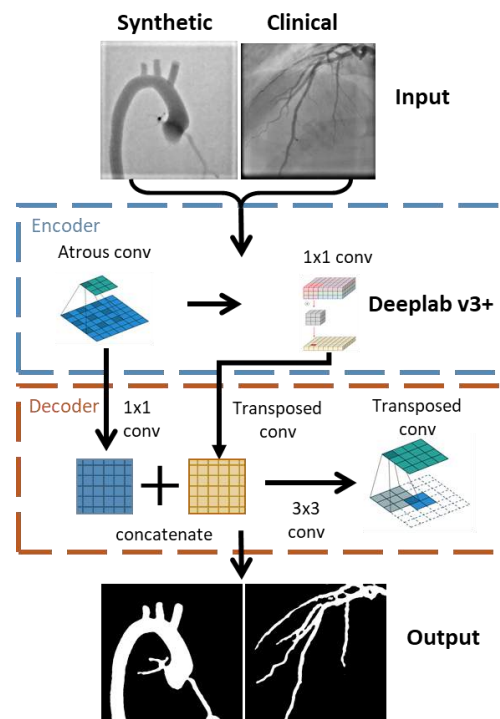 Synthetic
Clinical
Input
Encoder
Atrous conv
1x1 conv
Deeplab v3+
Decoder
1x1
conv
Transposed
conv
Transposed
conv
3x3
conv
concatenate
Output